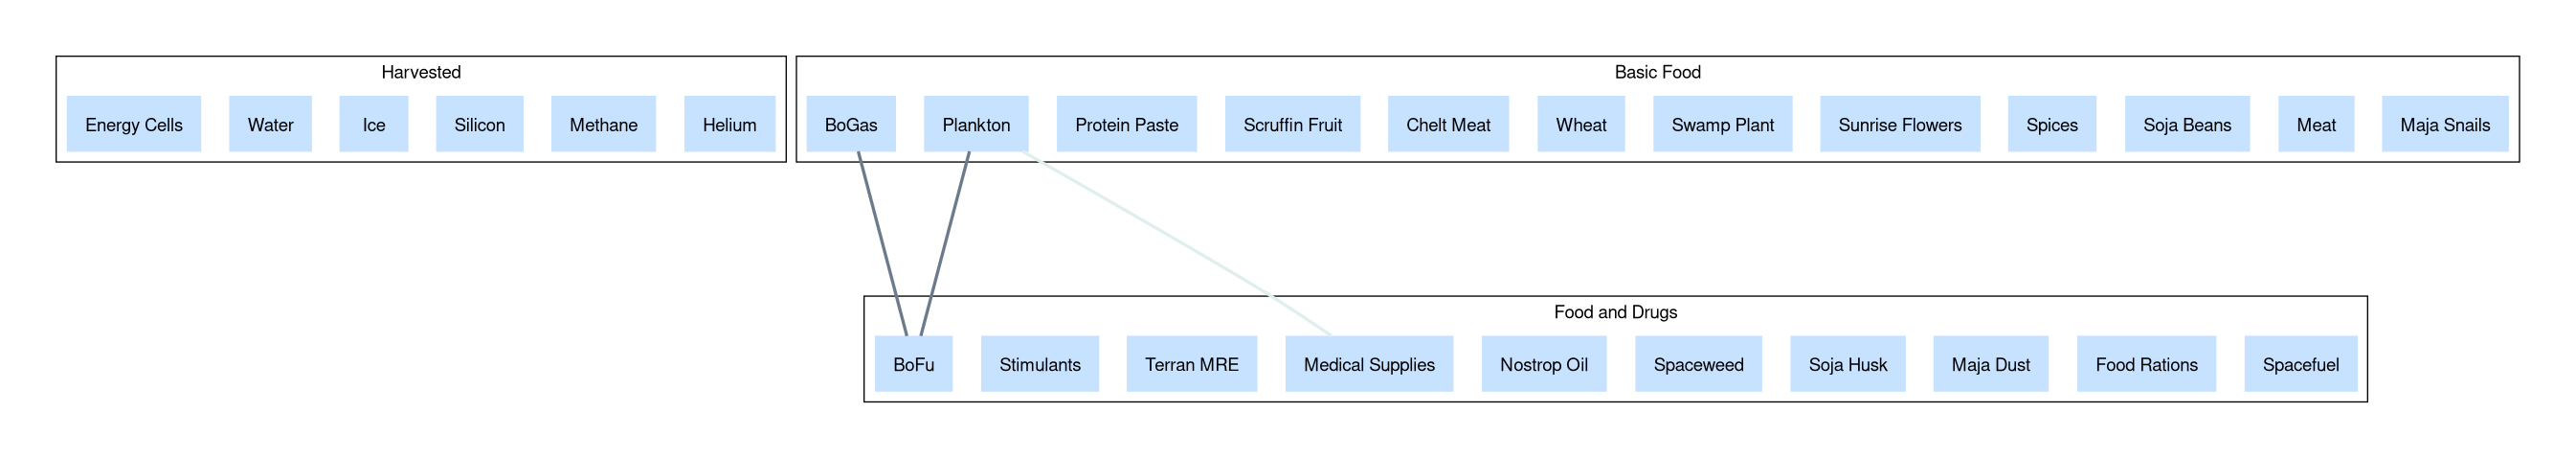 Harvested
Energy Cells
Water
Ice
Silicon
Methane
Helium
Basic Food
BoGas
Plankton
Protein Paste
Scruffin Fruit
Chelt Meat
Wheat
Swamp Plant
Sunrise Flowers
Spices
Soja Beans
Meat
Maja Snails
Food and Drugs
BoFu
Stimulants
Terran MRE
Medical Supplies
Nostrop Oil
Spaceweed
Soja Husk
Maja Dust
Food Rations
Spacefuel